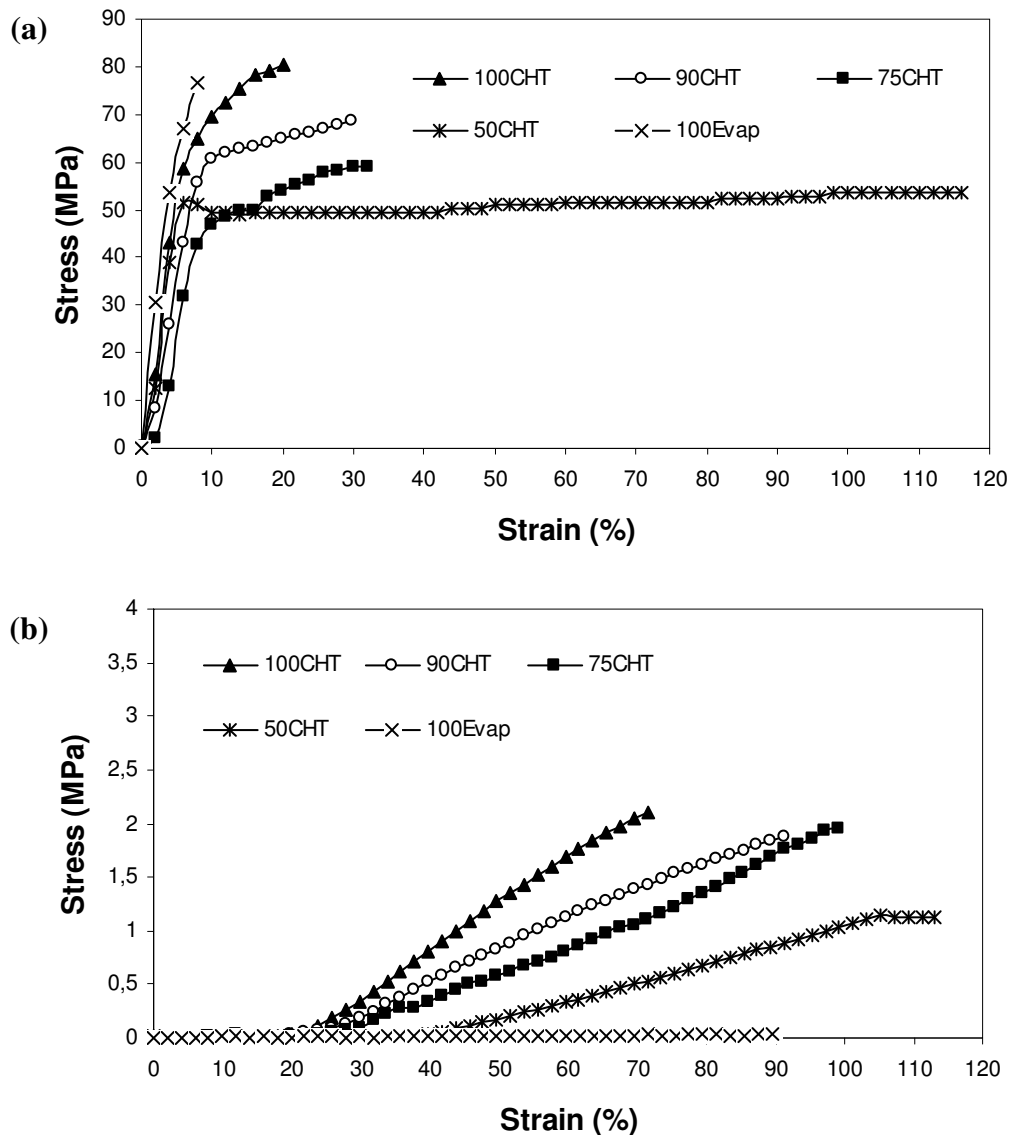 (a)
90
80
70
60
50
40
30
20
10
0
Stress (MPa)
100CHT 90CHT 75CHT
50CHT 100Evap
0 10 20 30 40 50 60 70 80 90 100 110 120
Strain (%)
(b)
4
3,5
3
2,5
2
1,5
1
0,5
0
Stress (MPa)
100CHT 90CHT 75CHT
50CHT 100Evap
0 10 20 30 40 50 60 70 80 90 100 110 120
Strain (%)